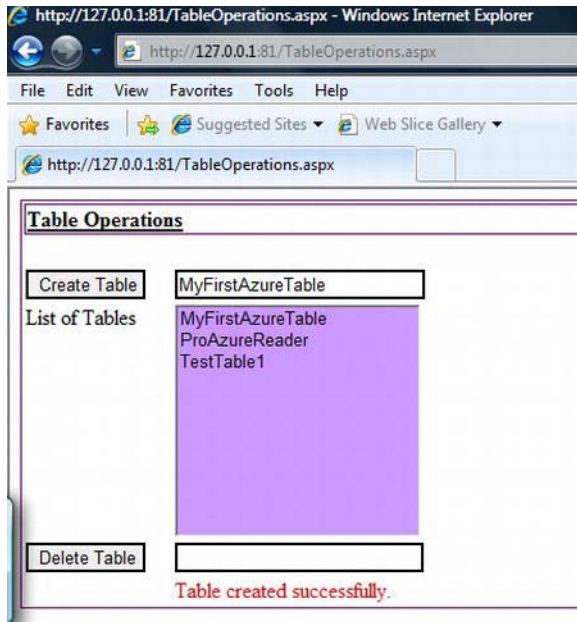 http://127.0.0.1:81/TableOperations.aspx - Windows Internet Explorer
http://127.0.0.1:81/TableOperations.aspx
File Edit View Favorites Tools Help
Favorites Suggested Sites Web Slice Gallery
http://127.0.0.1:81/TableOperations.aspx
Table Operations
Create Table MyFirstAzureTable
List of Tables MyFirstAzureTable
ProAzureReader
TestTable1
Delete Table
Table created successfully.